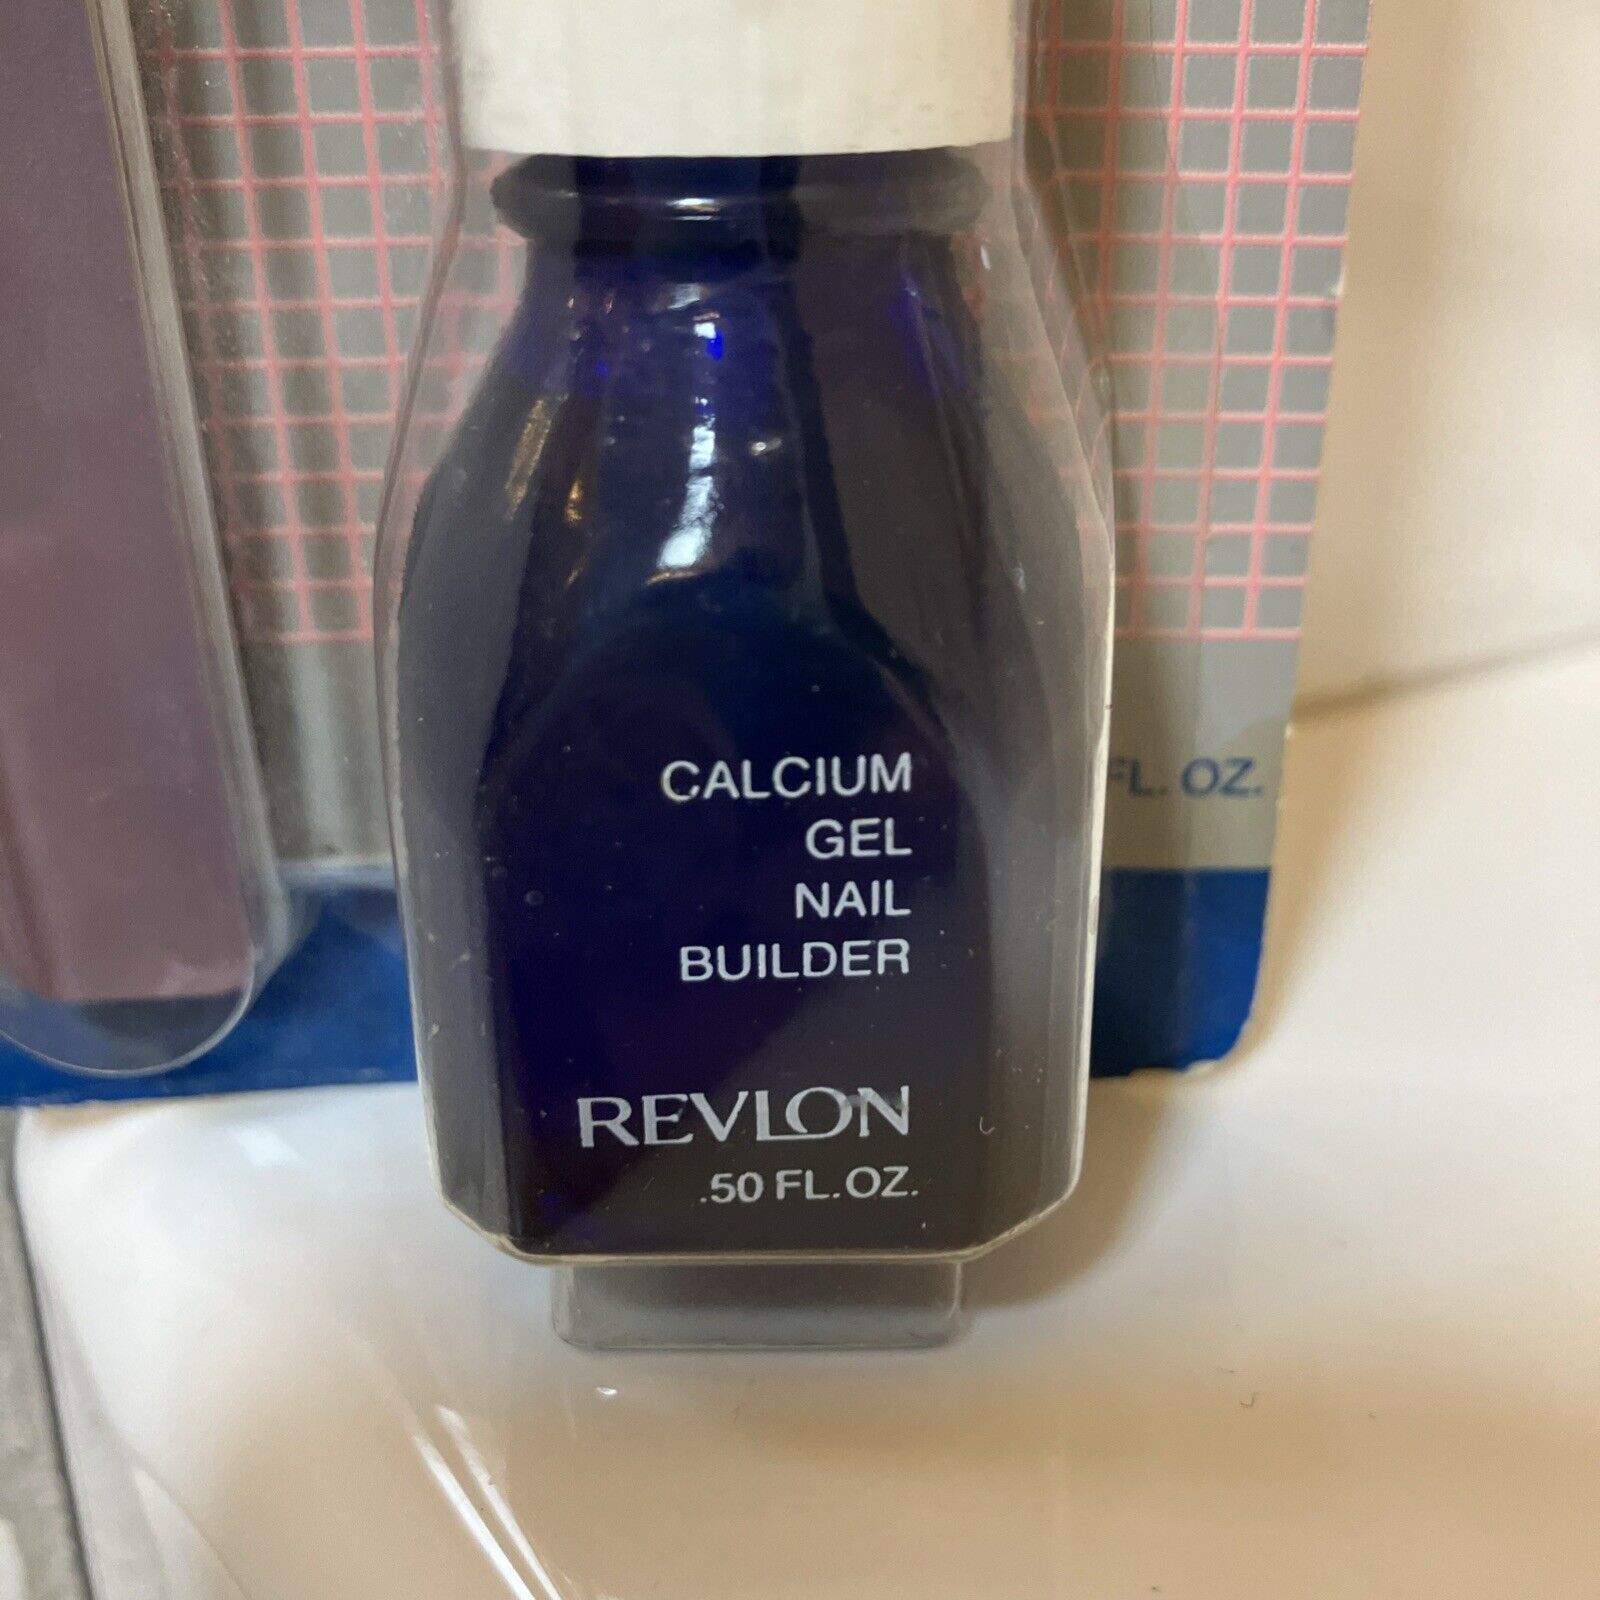 FL. OZ.
CALCIUM
GEL
NAIL
BUILDER
REVLON
.50 FL. OZ.